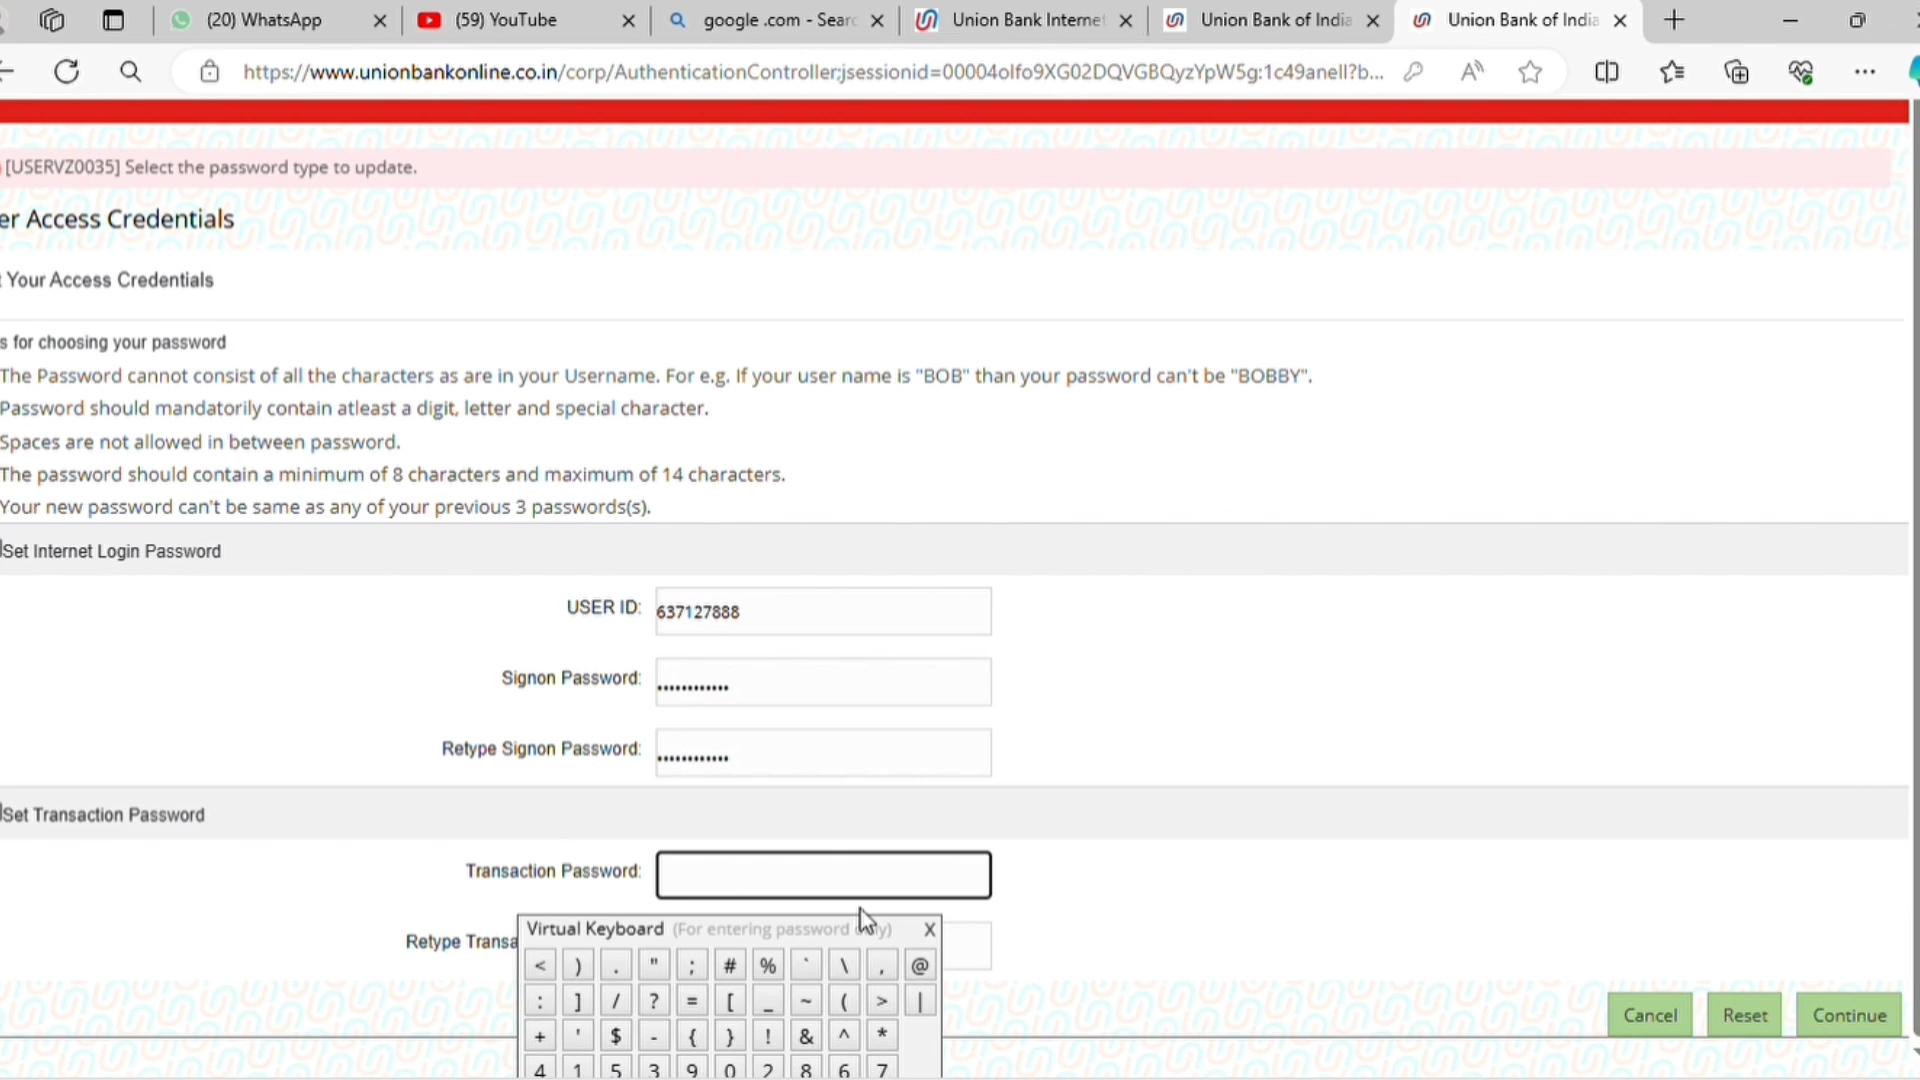 (20) WhatsApp
(59) YouTube
google .com - Sear
Union Bank Internet
Union Bank of India
Union Bank of India
https://www.unionbankonline.co.in/corp/AuthenticationController;jsessionid=00004olfo9XG02DQVGBQyzYpW5g:1c49anell?b...
[USERVZ0035] Select the password type to update.
er Access Credentials
t Your Access Credentials
s for choosing your password
The Password cannot consist of all the characters as are in your Username. For e.g. If your user name is "BOB" than your password can't be "BOBBY".
Password should mandatorily contain atleast a digit, letter and special character.
Spaces are not allowed in between password.
The password should contain a minimum of 8 characters and maximum of 14 characters.
Your new password can't be same as any of your previous 3 passwords(s).
Set Internet Login Password
USER ID: 637127888
Signon Password: ••••••••••••
Retype Signon Password: ••••••••••••
Set Transaction Password
Transaction Password:
Retype Transa
Virtual Keyboard (For entering password only) X
< ) . " ; # % ` \ , @
: ] / ? = [ _ ~ ( > |
+ ' $ - { } ! & ^ *
4 1 5 3 9 0 2 8 6 7
Cancel Reset Continue